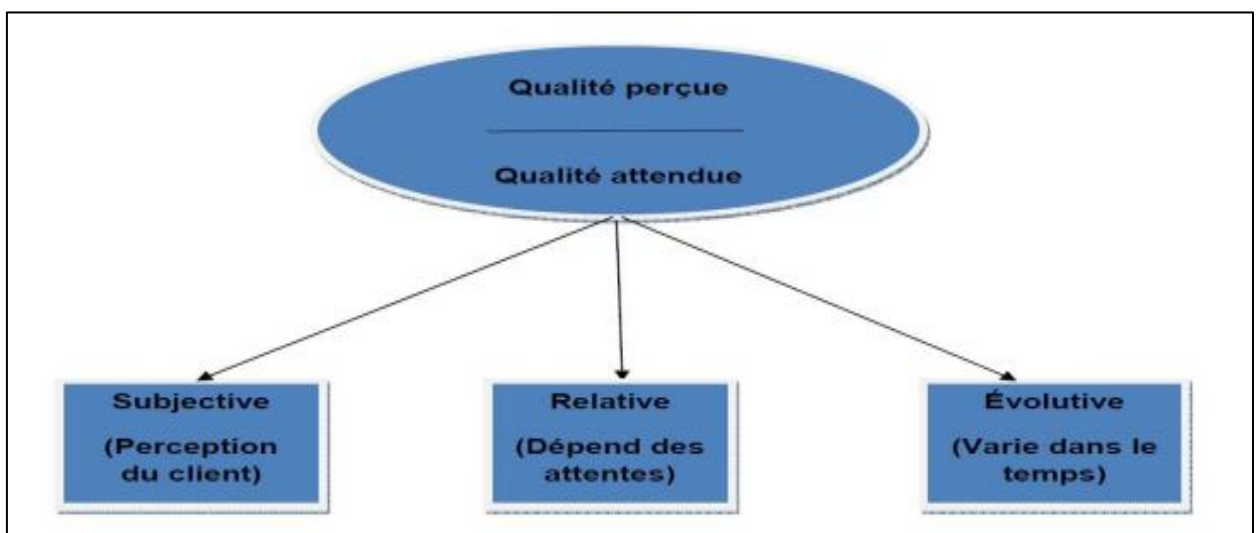 Qualité perçue
Qualité attendue
Subjective
(Perception
du client)
Relative
(Dépend des
attentes)
Évolutive
(Varie dans le
temps)